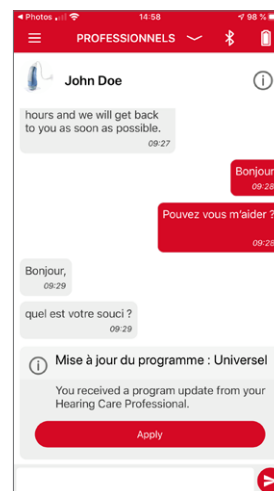 Photos 14:58 98 %
PROFESSIONNELS
John Doe
hours and we will get back
to you as soon as possible.
09:27
Bonjour
09:28
Pouvez vous m'aider ?
09:28
Bonjour,
09:29
quel est votre souci ?
09:29
Mise à jour du programme : Universel
You received a program update from your
Hearing Care Professional.
Apply